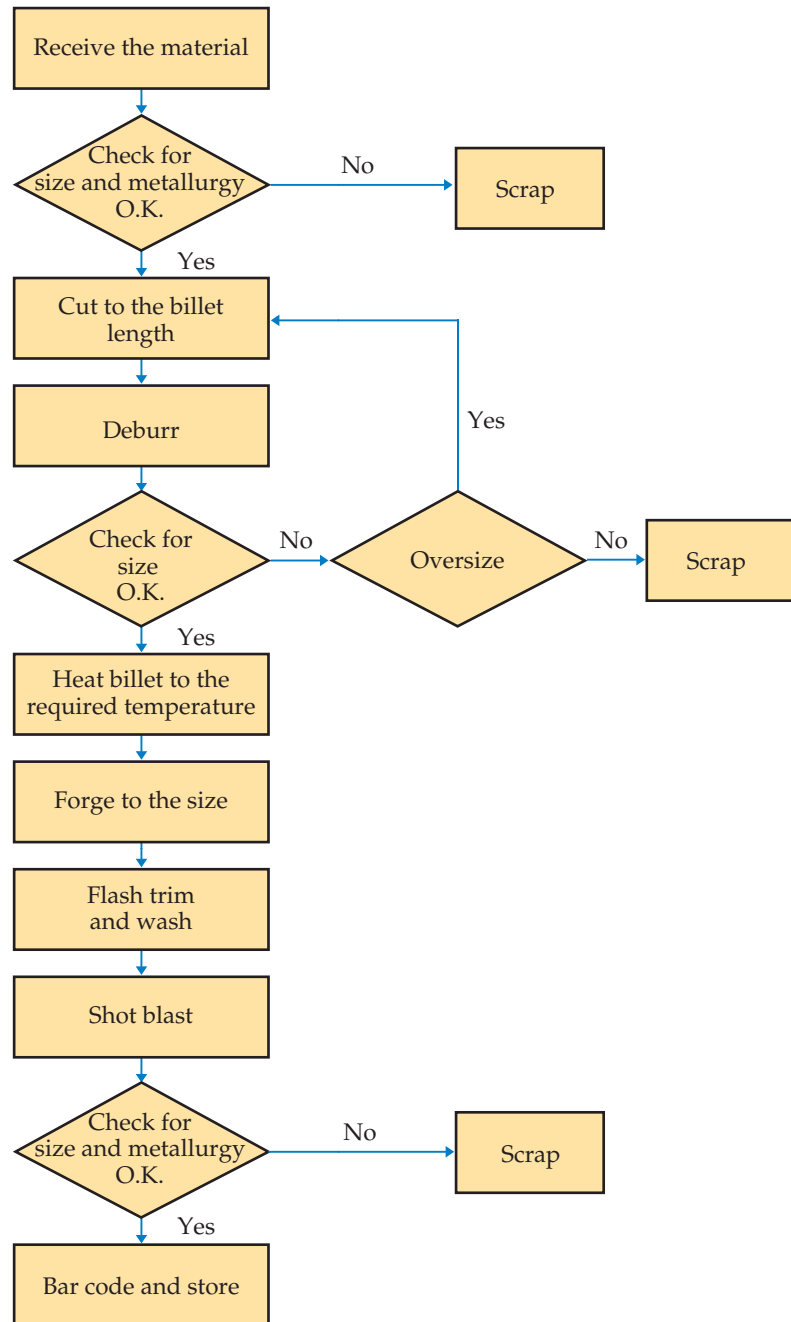 Receive the material
Check for
size and metallurgy
O.K.
No
Scrap
Yes
Cut to the billet
length
Deburr
Yes
Check for
size
O.K.
No
Oversize
No
Scrap
Yes
Heat billet to the
required temperature
Forge to the size
Flash trim
and wash
Shot blast
Check for
size and metallurgy
O.K.
No
Scrap
Yes
Bar code and store